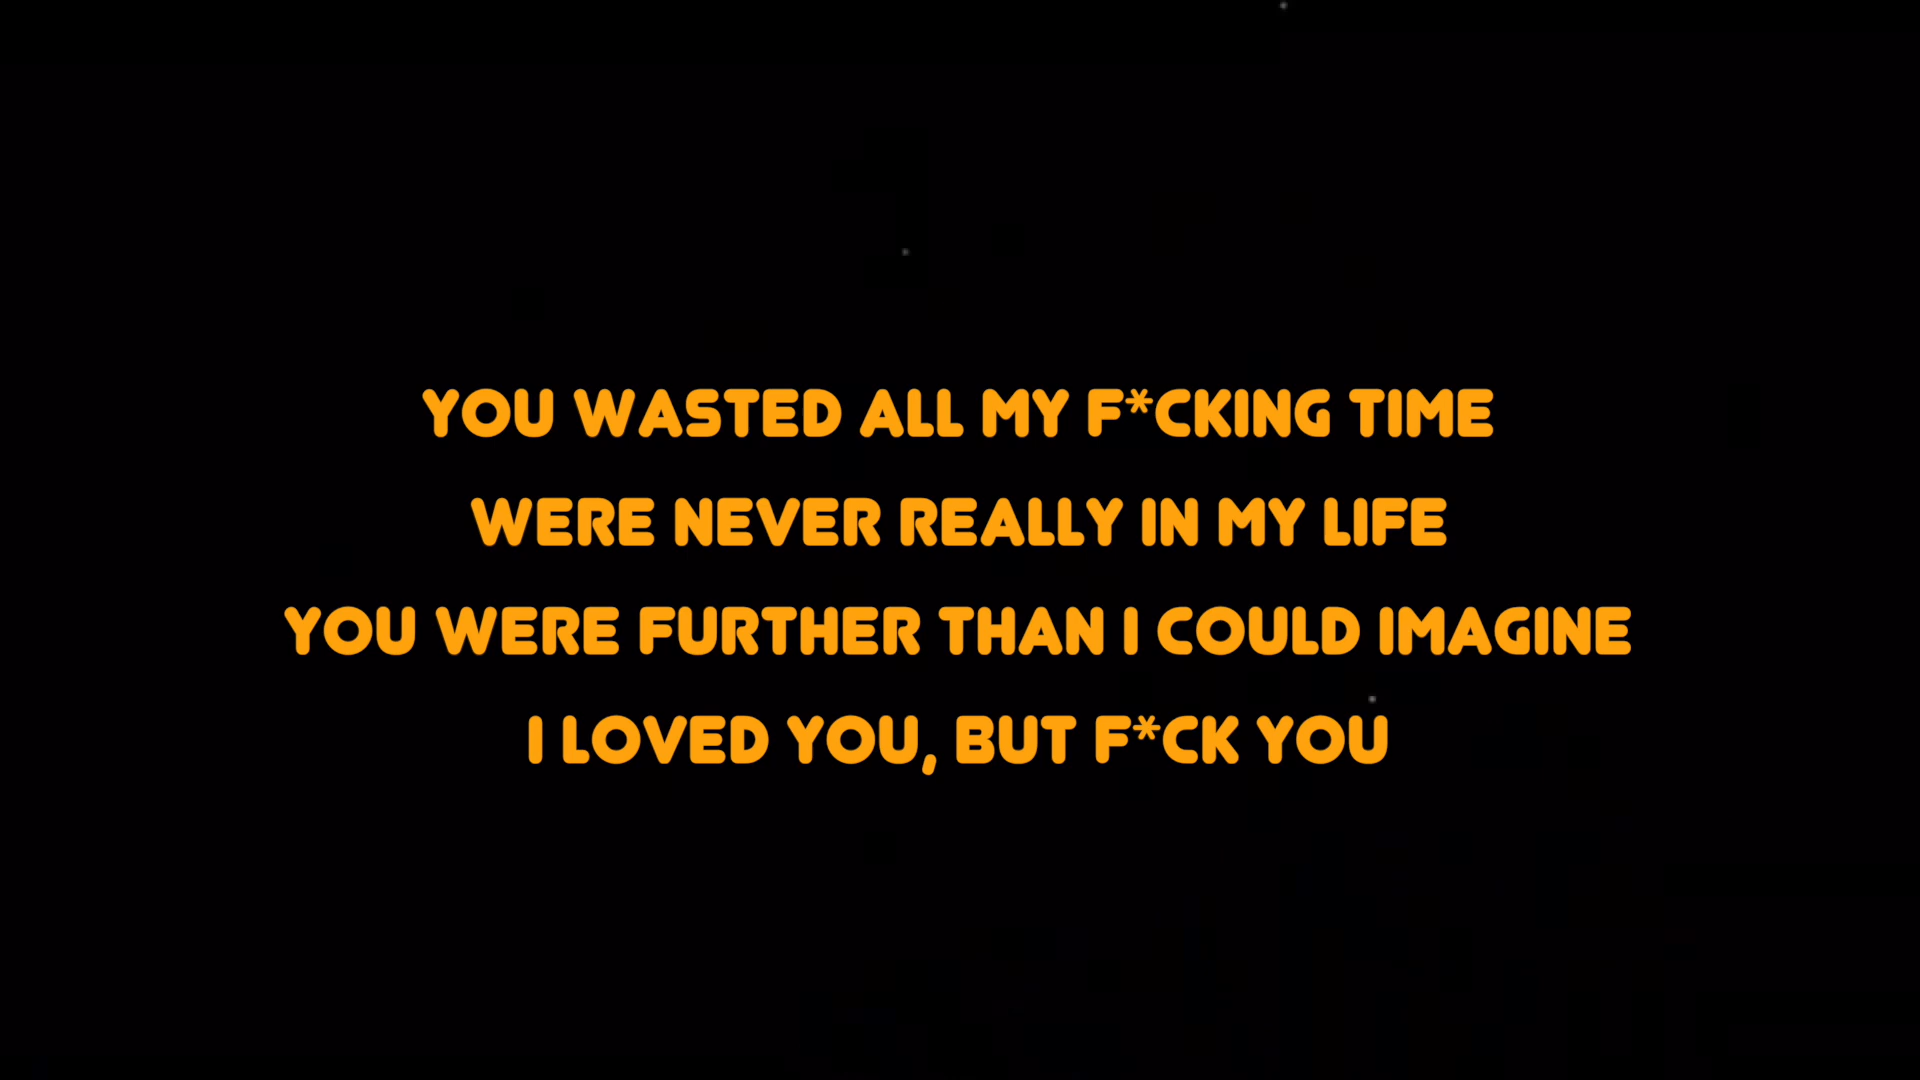 YOU WASTED ALL MY F*CKING TIME
WERE NEVER REALLY IN MY LIFE
YOU WERE FURTHER THAN I COULD IMAGINE
I LOVED YOU, BUT F*CK YOU